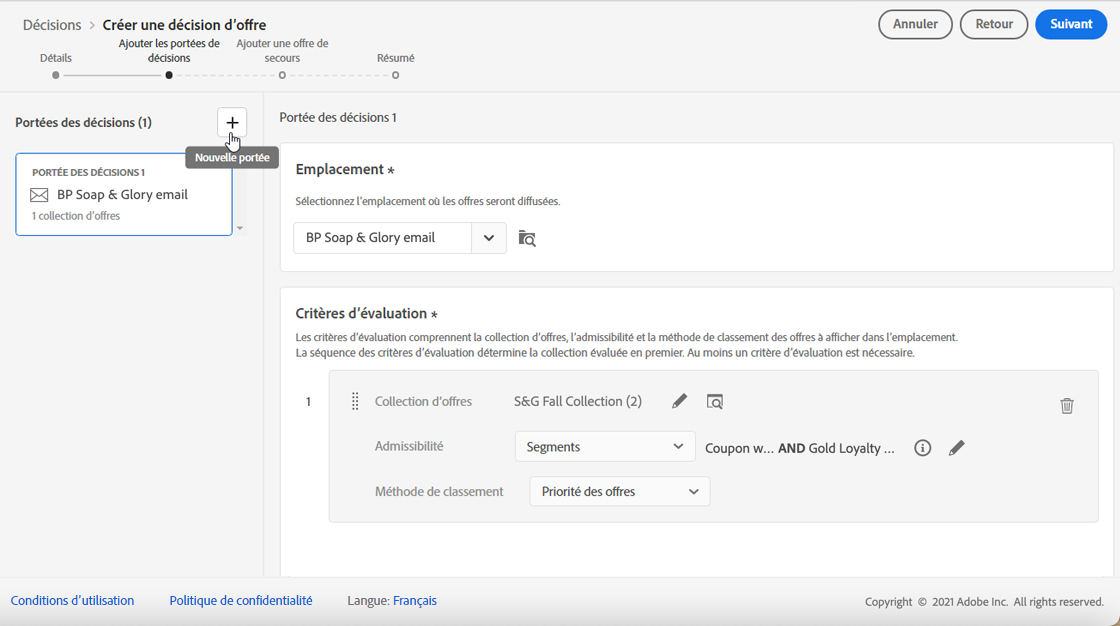 Décisions > Créer une décision d'offre
Annuler
Retour
Suivant
Détails
Ajouter les portées de
décisions
Ajouter une offre de
secours
Résumé
Portées des décisions (1)
Nouvelle portée
PORTÉE DES DÉCISIONS 1
BP Soap & Glory email
1 collection d'offres
Portée des décisions 1
Emplacement *
Sélectionnez l'emplacement où les offres seront diffusées.
BP Soap & Glory email
Critères d'évaluation *
Les critères d'évaluation comprennent la collection d'offres, l'admissibilité et la méthode de classement des offres à afficher dans l'emplacement.
La séquence des critères d'évaluation détermine la collection évaluée en premier. Au moins un critère d'évaluation est nécessaire.
1
Collection d'offres
S&G Fall Collection (2)
Admissibilité
Segments
Coupon w... AND Gold Loyalty ...
Méthode de classement
Priorité des offres
Conditions d'utilisation
Politique de confidentialité
Langue: Français
Copyright © 2021 Adobe Inc. All rights reserved.